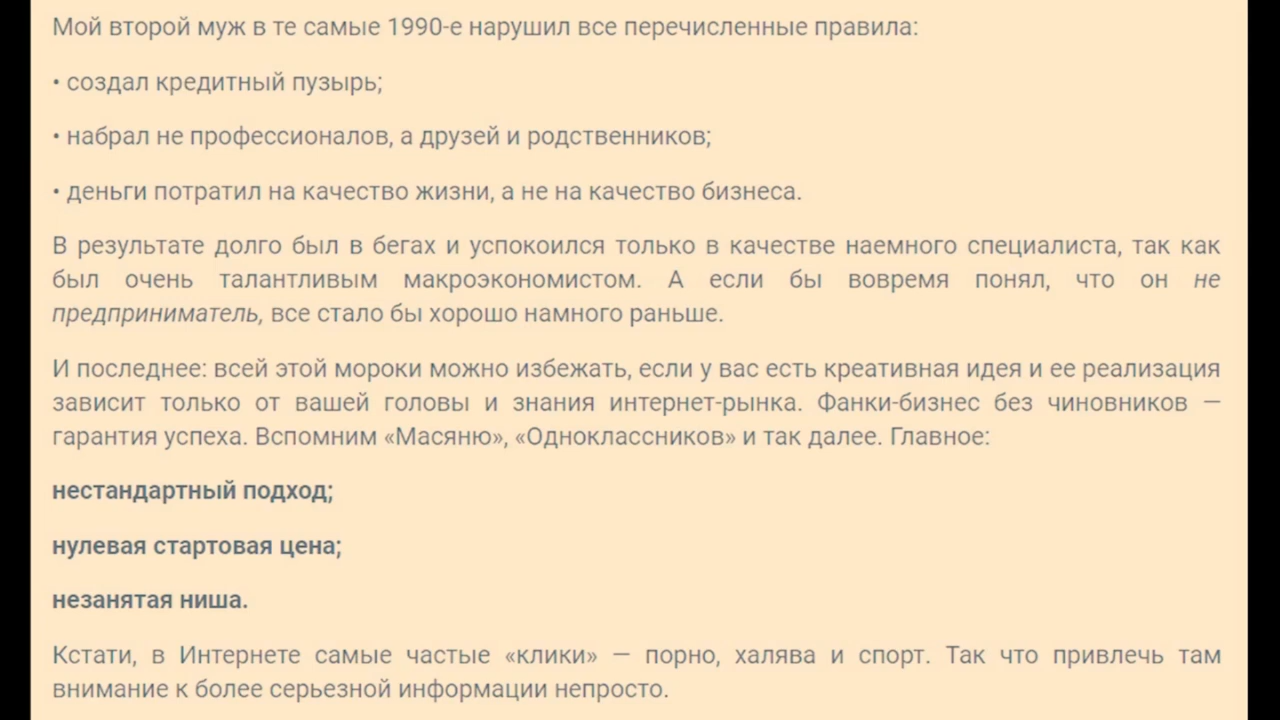 Мой второй муж в те самые 1990-е нарушил все перечисленные правила:
• создал кредитный пузырь;
• набрал не профессионалов, а друзей и родственников;
• деньги потратил на качество жизни, а не на качество бизнеса.
В результате долго был в бегах и успокоился только в качестве наемного специалиста, так как
был очень талантливым макроэкономистом. А если бы вовремя понял, что он не
предприниматель, все стало бы хорошо намного раньше.
И последнее: всей этой мороки можно избежать, если у вас есть креативная идея и ее реализация
зависит только от вашей головы и знания интернет-рынка. Фанки-бизнес без чиновников —
гарантия успеха. Вспомним «Масяню», «Одноклассников» и так далее. Главное:
нестандартный подход;
нулевая стартовая цена;
незанятая ниша.
Кстати, в Интернете самые частые «клики» — порно, халява и спорт. Так что привлечь там
внимание к более серьезной информации непросто.